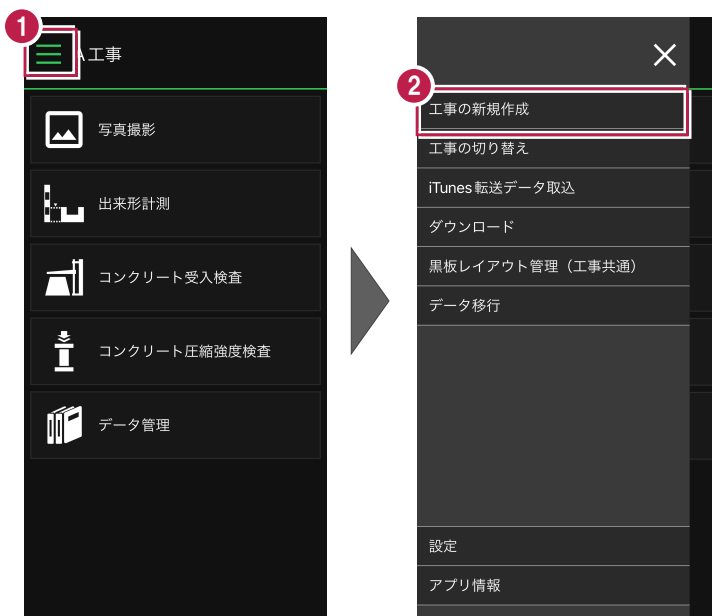 1
A工事
写真撮影
出来形計測
コンクリート受入検査
コンクリート圧縮強度検査
データ管理
2
工事の新規作成
工事の切り替え
iTunes転送データ取込
ダウンロード
黒板レイアウト管理（工事共通）
データ移行
設定
アプリ情報